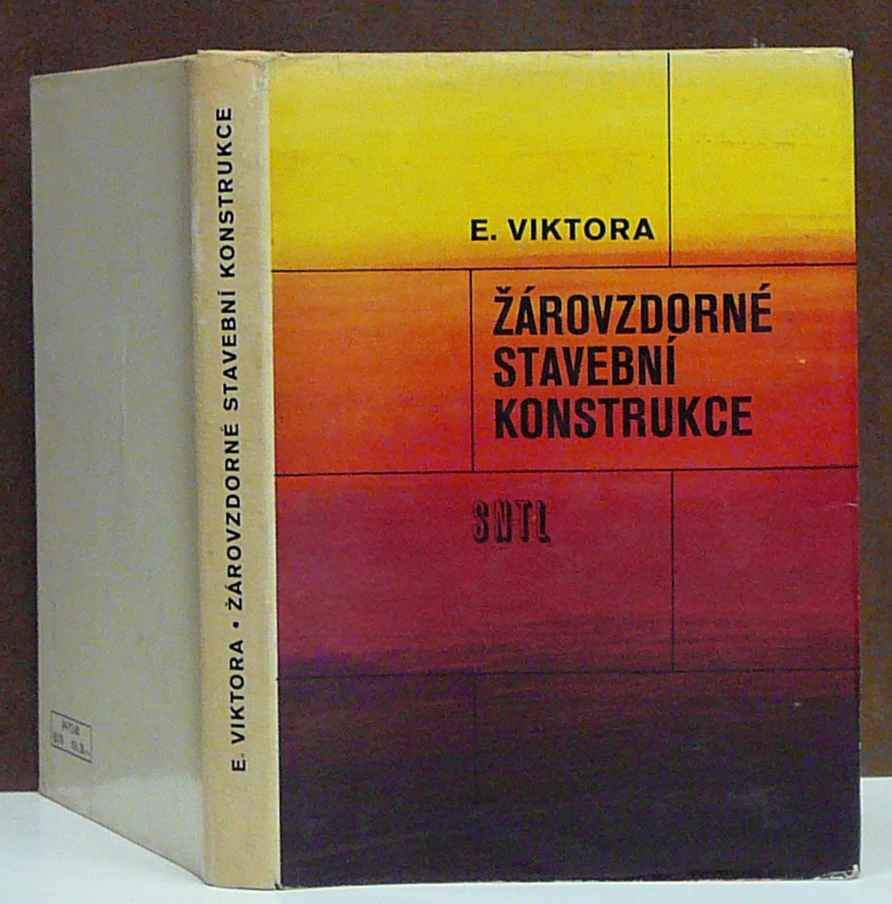 E. VIKTORA
ŽÁROVZDORNÉ
STAVEBNÍ
KONSTRUKCE
SNTL
E. VIKTORA • ŽÁROVZDORNÉ STAVEBNÍ KONSTRUKCE